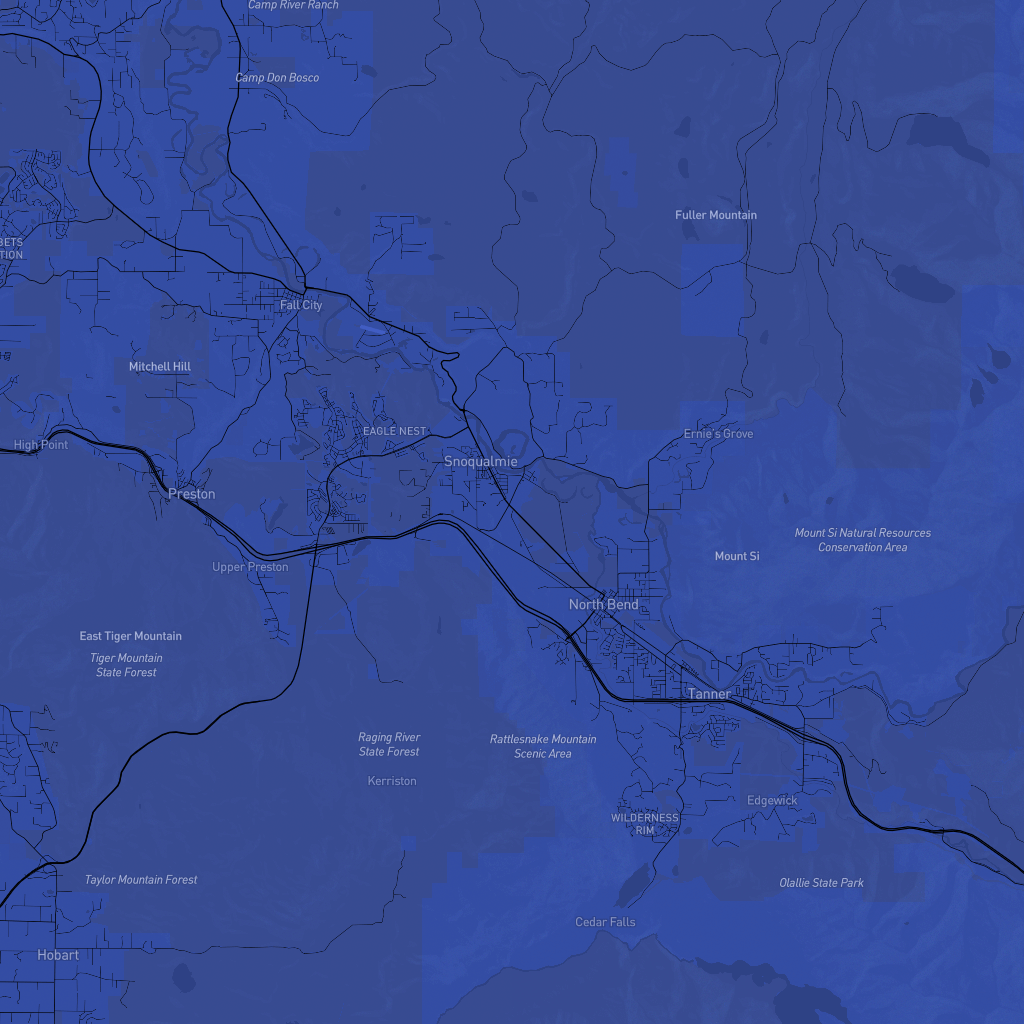 Camp River Ranch
Camp Don Bosco
Fuller Mountain
BETS
TION
Fall City
Mitchell Hill
EAGLE NEST
Ernie's Grove
High Point
Snoqualmie
Preston
Mount Si Natural Resources
Conservation Area
Mount Si
Upper Preston
North Bend
East Tiger Mountain
Tiger Mountain
State Forest
Tanner
Raging River
State Forest
Rattlesnake Mountain
Scenic Area
Kerriston
Edgewick
WILDERNESS
RIM
Taylor Mountain Forest
Olallie State Park
Cedar Falls
Hobart